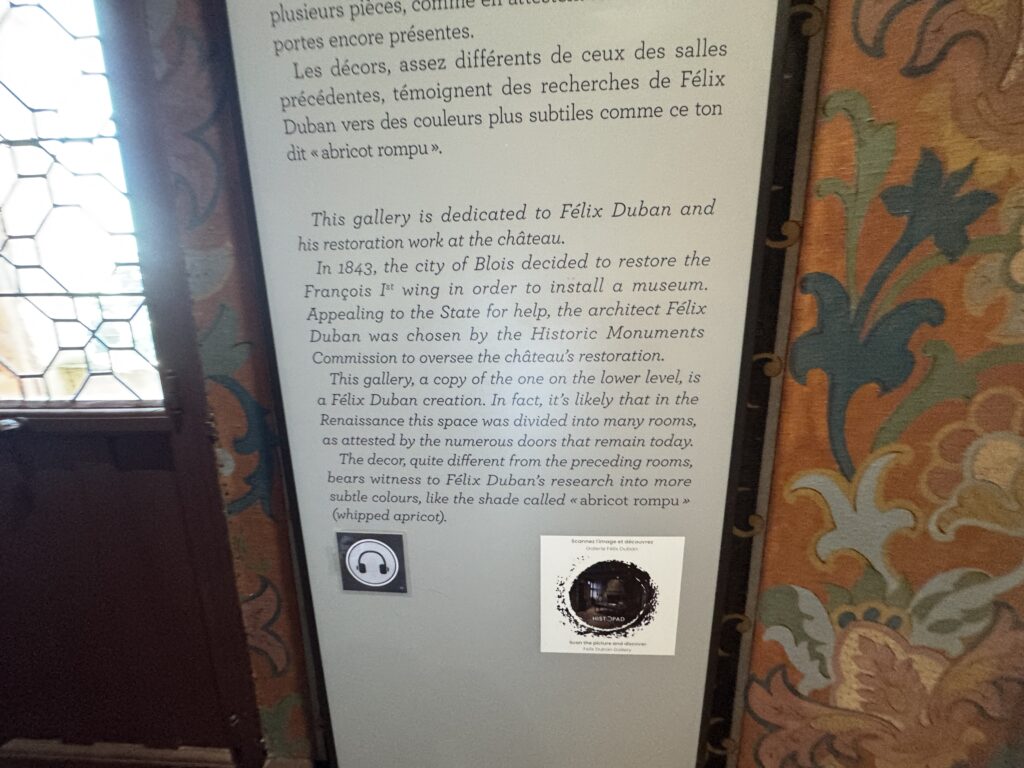 plusieurs pièces, comme en
portes encore présentes.
Les décors, assez différents de ceux des salles
précédentes, témoignent des recherches de Félix
Duban vers des couleurs plus subtiles comme ce ton
dit « abricot rompu ».
This gallery is dedicated to Félix Duban and
his restoration work at the château.
In 1843, the city of Blois decided to restore the
François Iˢᵗ wing in order to install a museum.
Appealing to the State for help, the architect Félix
Duban was chosen by the Historic Monuments
Commission to oversee the château's restoration.
This gallery, a copy of the one on the lower level, is
a Félix Duban creation. In fact, it's likely that in the
Renaissance this space was divided into many rooms,
as attested by the numerous doors that remain today.
The decor, quite different from the preceding rooms,
bears witness to Félix Duban's research into more
subtle colours, like the shade called « abricot rompu »
(whipped apricot).
Scannez l'image et découvrez
Galerie Félix Duban
HISTOPAD
Scan the picture and discover
Felix Duban Gallery